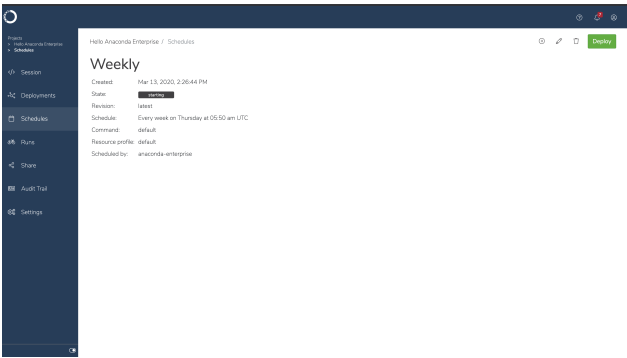 Projects
Hello Anaconda Enterprise
Schedules
Session
Deployments
Schedules
Runs
Share
Audit Trail
Settings
Hello Anaconda Enterprise / Schedules
Deploy
Weekly
Created: Mar 13, 2020, 2:26:44 PM
State: starting
Revision: latest
Schedule: Every week on Thursday at 05:50 am UTC
Command: default
Resource profile: default
Scheduled by: anaconda-enterprise